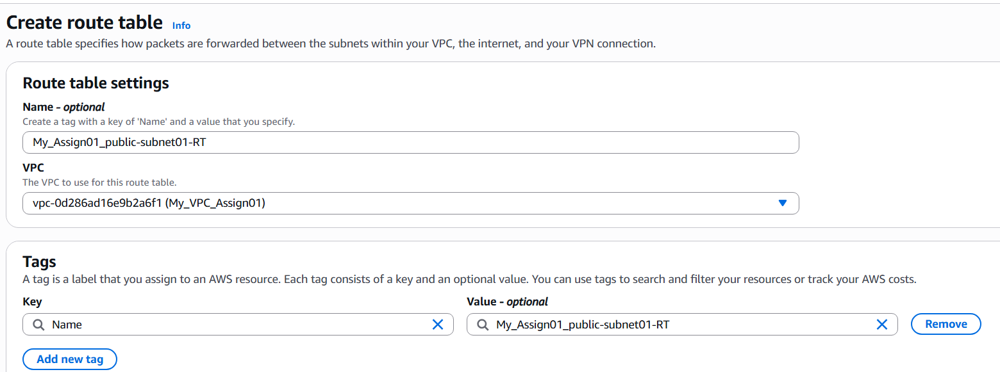 Create route table Info
A route table specifies how packets are forwarded between the subnets within your VPC, the internet, and your VPN connection.
Route table settings
Name - optional
Create a tag with a key of 'Name' and a value that you specify.
My_Assign01_public-subnet01-RT
VPC
The VPC to use for this route table.
vpc-0d286ad16e9b2a6f1 (My_VPC_Assign01)
Tags
A tag is a label that you assign to an AWS resource. Each tag consists of a key and an optional value. You can use tags to search and filter your resources or track your AWS costs.
Key Value - optional
Name My_Assign01_public-subnet01-RT Remove
Add new tag